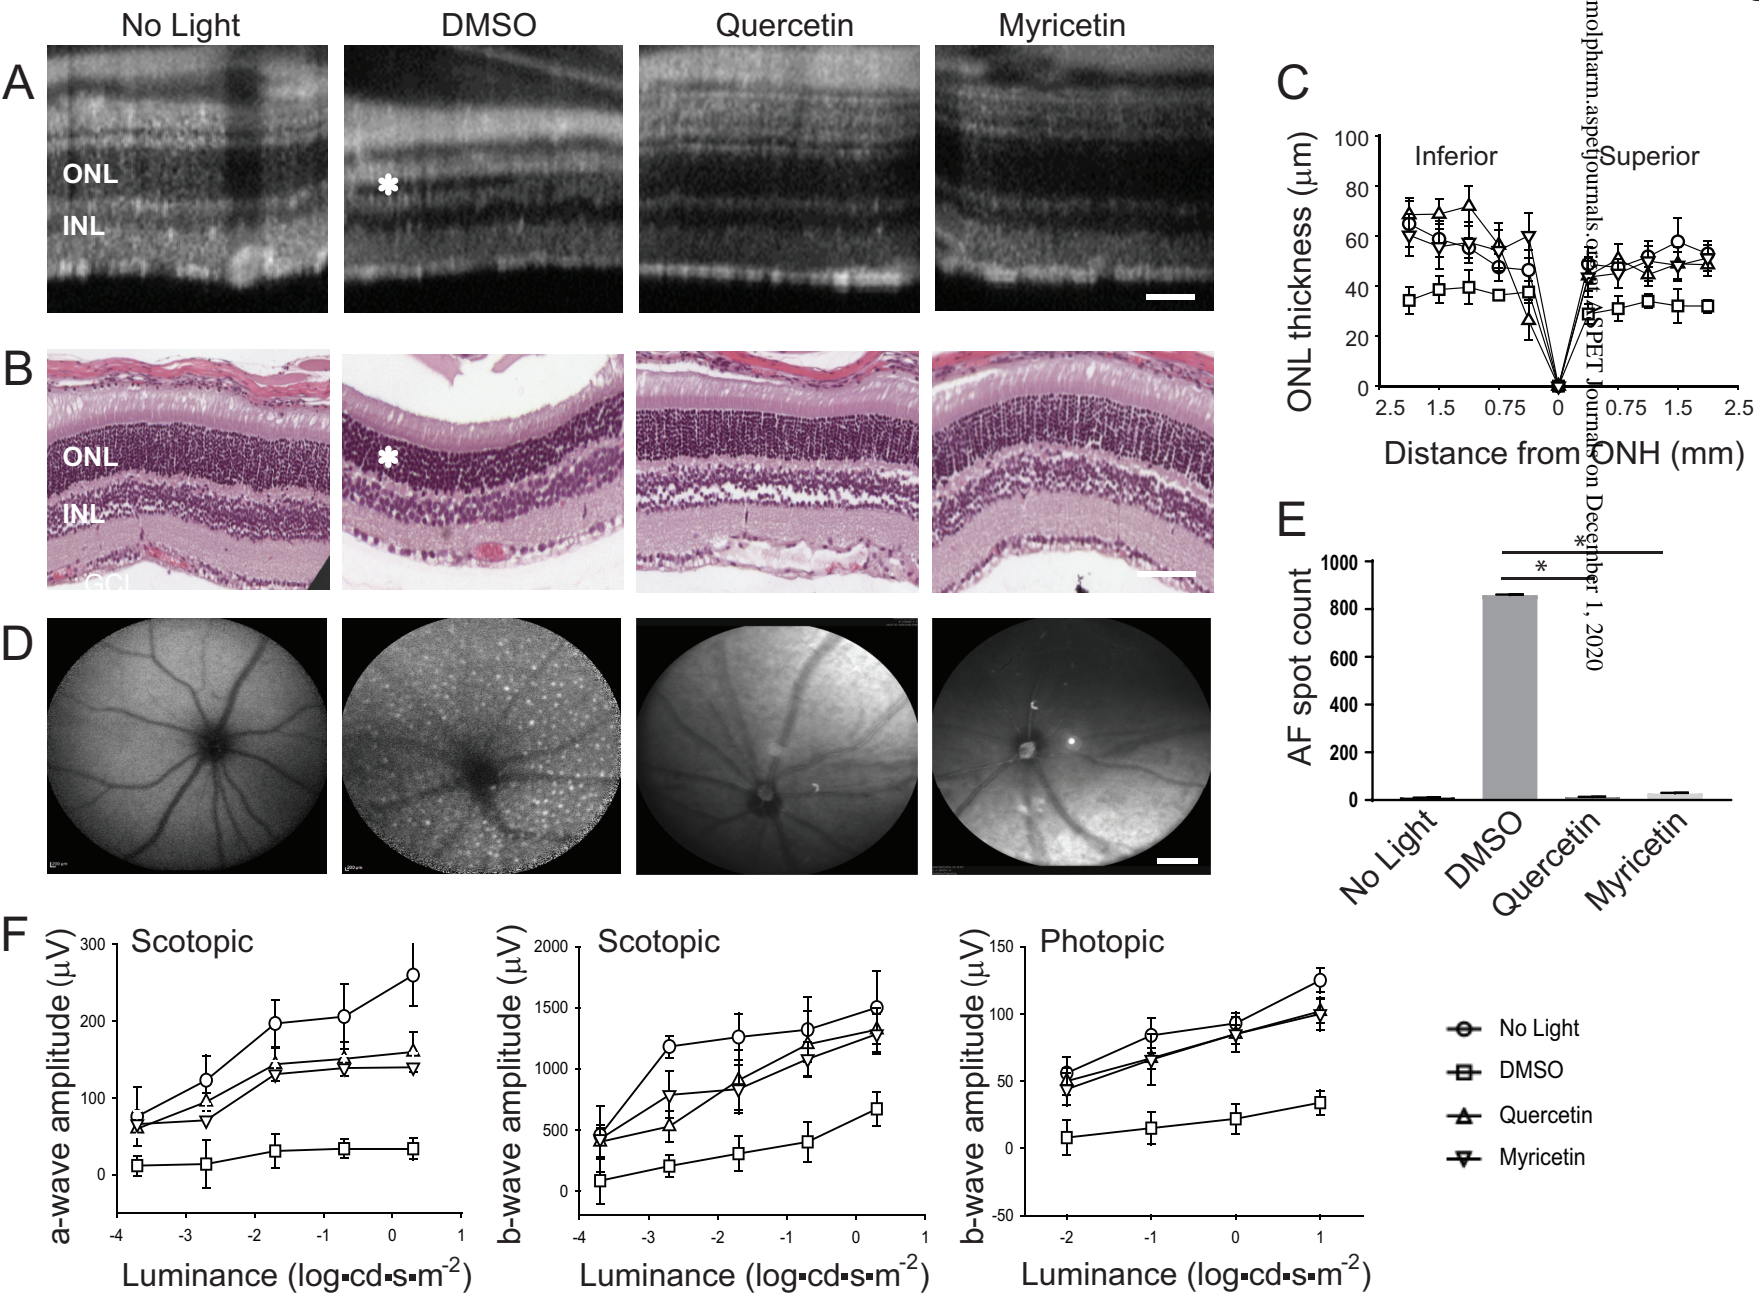 No Light DMSO Quercetin Myricetin
A
ONL
INL
B
ONL
INL
GCL
D
200 µm
C
ONL thickness (µm)
100
80
60
40
20
0
Inferior Superior
2.5 1.5 0.75 0 0.75 1.5 2.5
Distance from ONH (mm)
molpharm.aspetjournals.org at ASPET Journals on December 1, 2020
E
AF spot count
1000
800
600
400
200
0
* *
No Light DMSO Quercetin Myricetin
F
Scotopic
a-wave amplitude (µV)
300
200
100
0
-4 -3 -2 -1 0 1
Luminance (log▪cd▪s▪m-2)
Scotopic
b-wave amplitude (µV)
2000
1500
1000
500
0
-4 -3 -2 -1 0 1
Luminance (log▪cd▪s▪m-2)
Photopic
b-wave amplitude (µV)
150
100
50
0
-50
-2 -1 0 1
Luminance (log▪cd▪s▪m-2)
No Light
DMSO
Quercetin
Myricetin